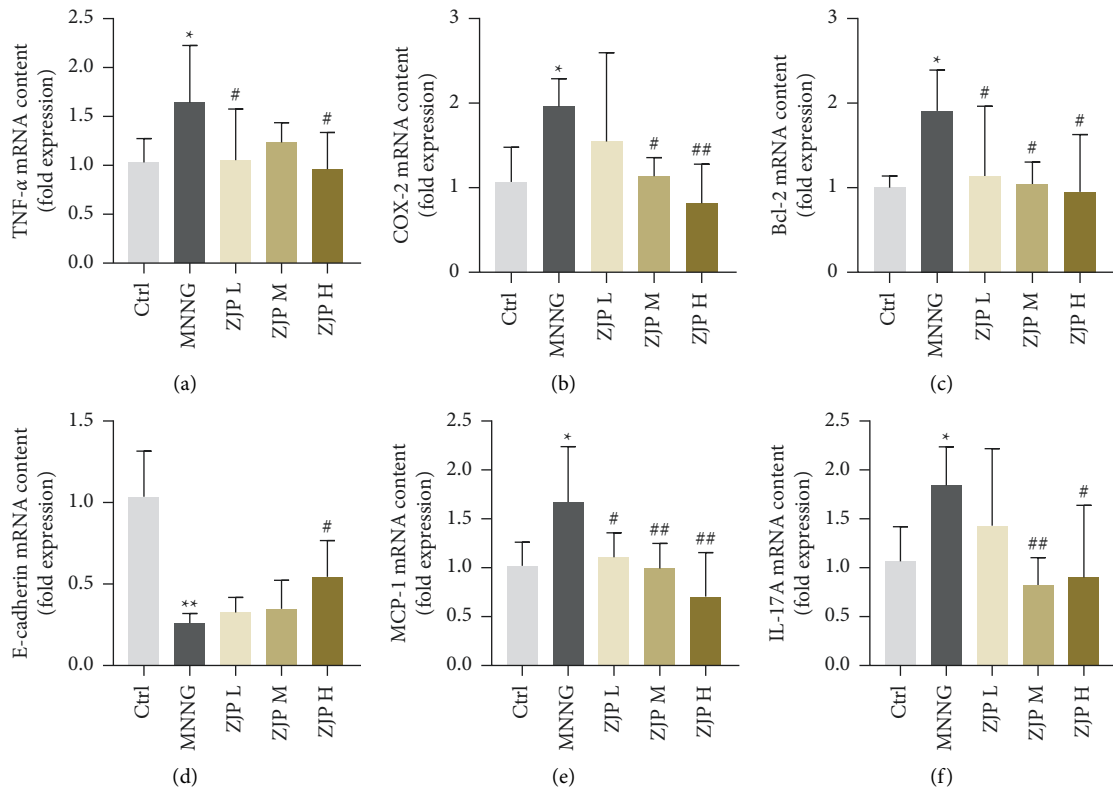 TNF-α mRNA content
(fold expression)
2.5
2.0
1.5
1.0
0.5
0.0
*
#
#
Ctrl
MNNG
ZJP L
ZJP M
ZJP H
(a)
COX-2 mRNA content
(fold expression)
3
2
1
0
*
#
##
Ctrl
MNNG
ZJP L
ZJP M
ZJP H
(b)
Bcl-2 mRNA content
(fold expression)
3
2
1
0
*
#
#
#
Ctrl
MNNG
ZJP L
ZJP M
ZJP H
(c)
E-cadherin mRNA content
(fold expression)
1.5
1.0
0.5
0.0
**
#
Ctrl
MNNG
ZJP L
ZJP M
ZJP H
(d)
MCP-1 mRNA content
(fold expression)
2.5
2.0
1.5
1.0
0.5
0.0
*
#
##
##
Ctrl
MNNG
ZJP L
ZJP M
ZJP H
(e)
IL-17A mRNA content
(fold expression)
2.5
2.0
1.5
1.0
0.5
0.0
*
##
#
Ctrl
MNNG
ZJP L
ZJP M
ZJP H
(f)